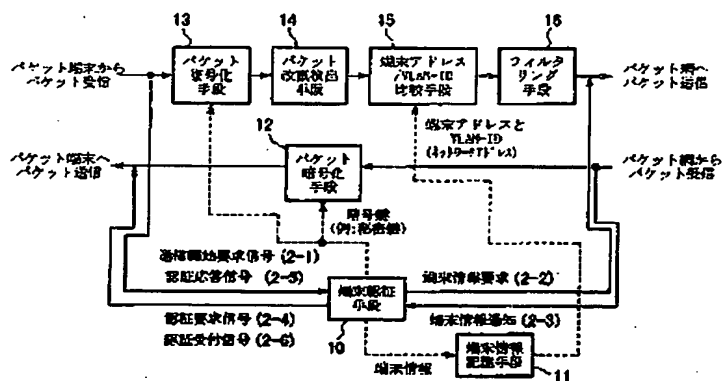 13
14
15
16
パケット端末から
パケット受信
パケット
復号化
手段
パケット
改竄検出
手段
端末アドレス
/VLAN-ID
比較手段
フィルタ
リング
手段
パケット網へ
パケット送信
12
端末アドレスと
VLAN-ID
(ネットワークアドレス)
パケット端末へ
パケット送信
パケット
暗号化
手段
パケット網から
パケット受信
暗号鍵
(例:秘密鍵)
通信開始要求信号 (2-1)
認証応答信号 (2-5)
端末情報要求 (2-2)
端末認証
手段
認証要求信号 (2-4)
認証受付信号 (2-6)
端末情報通知 (2-3)
10
端末情報
端末情報
記憶手段
11